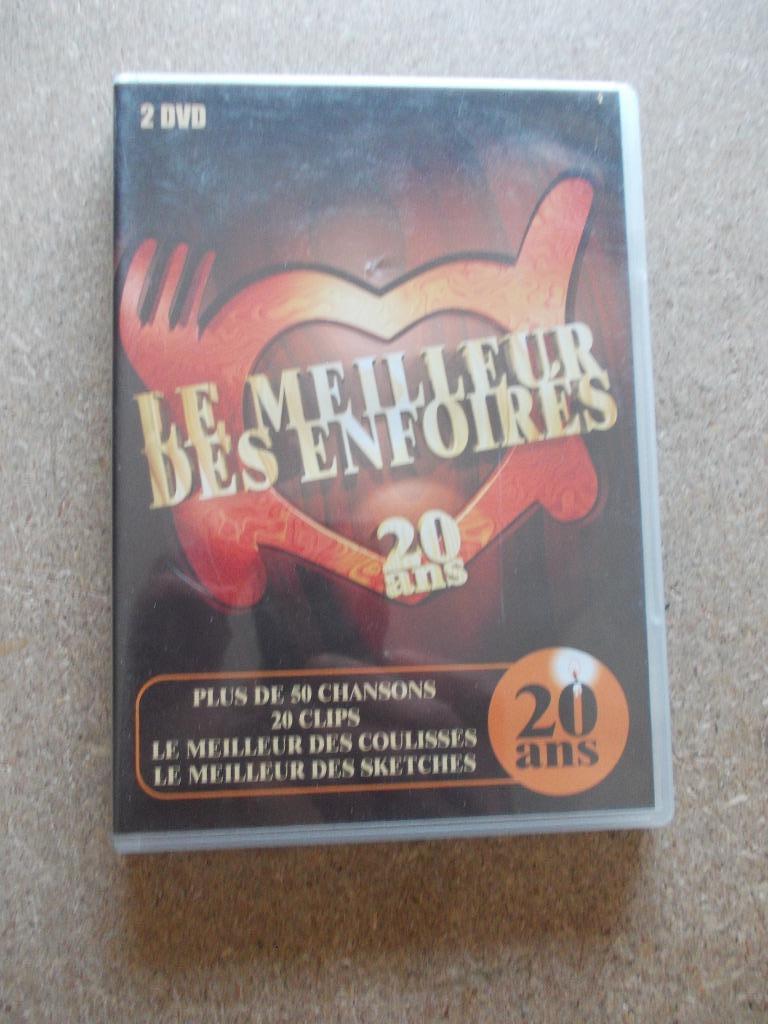 2 DVD
LE MEILLEUR
DES ENFOIRÉS
20
ans
PLUS DE 50 CHANSONS
20 CLIPS
LE MEILLEUR DES COULISSES
LE MEILLEUR DES SKETCHES
20
ans